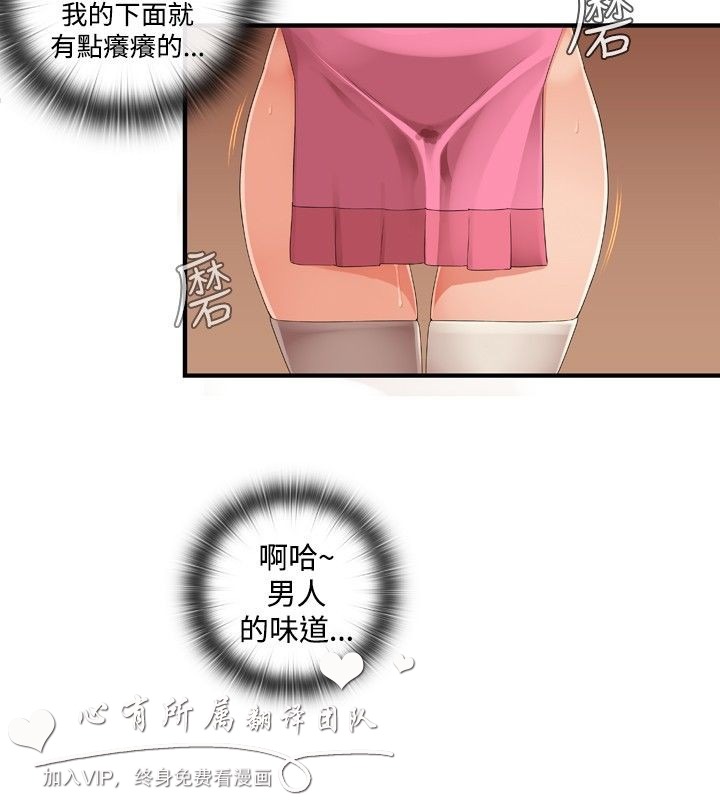 我的下面就
有點癢癢的...
磨
磨
啊哈~
男人
的味道...
心有所属翻译团队
加入VIP，终身免费看漫画